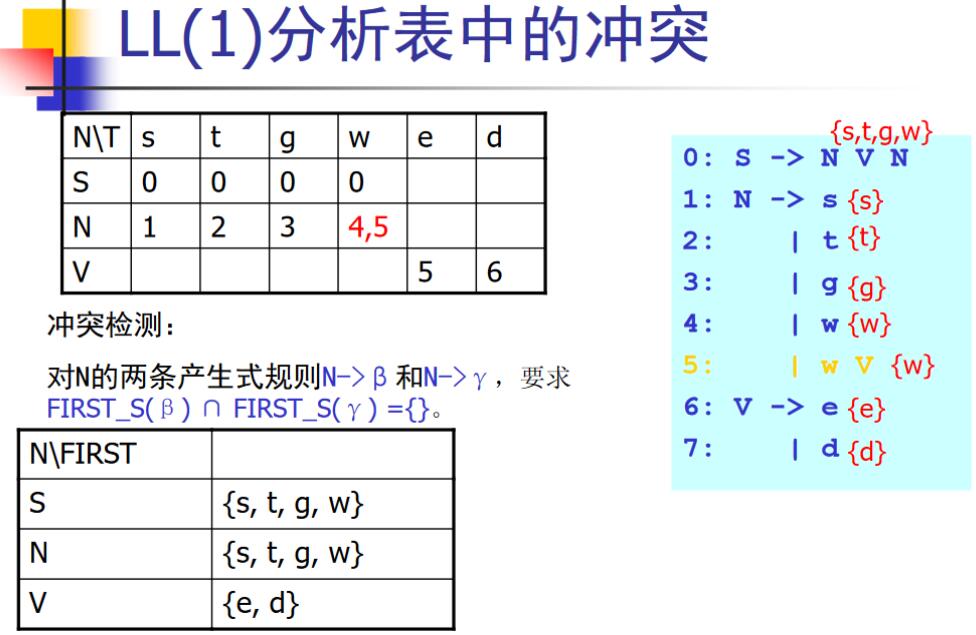 LL(1)分析表中的冲突
N\T s t g w e d
S 0 0 0 0
N 1 2 3 4,5
V 5 6
{s,t,g,w}
0: S -> N V N
1: N -> s {s}
2: | t {t}
3: | g {g}
4: | w {w}
5: | w V {w}
6: V -> e {e}
7: | d {d}
冲突检测：
对N的两条产生式规则N->β和N->γ，要求
FIRST_S(β)∩ FIRST_S(γ)={}。
N\FIRST
S {s, t, g, w}
N {s, t, g, w}
V {e, d}